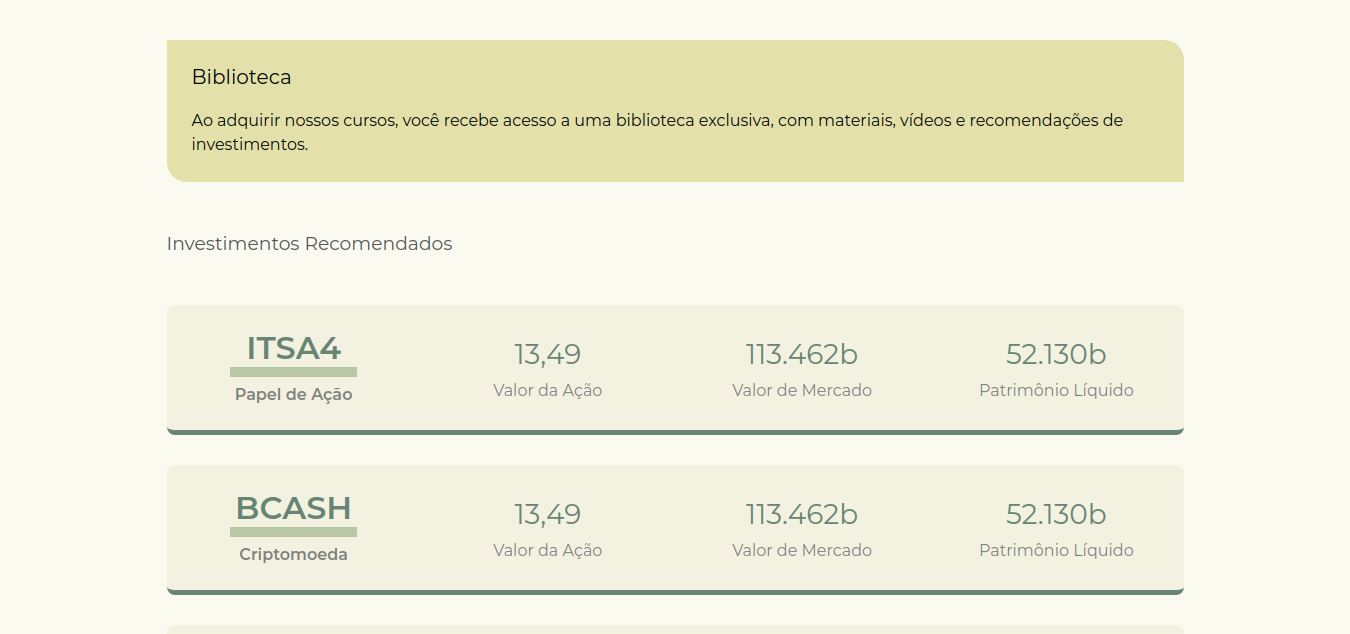 Biblioteca
Ao adquirir nossos cursos, você recebe acesso a uma biblioteca exclusiva, com materiais, vídeos e recomendações de
investimentos.
Investimentos Recomendados
ITSA4
Papel de Ação
13,49
Valor da Ação
113.462b
Valor de Mercado
52.130b
Patrimônio Líquido
BCASH
Criptomoeda
13,49
Valor da Ação
113.462b
Valor de Mercado
52.130b
Patrimônio Líquido